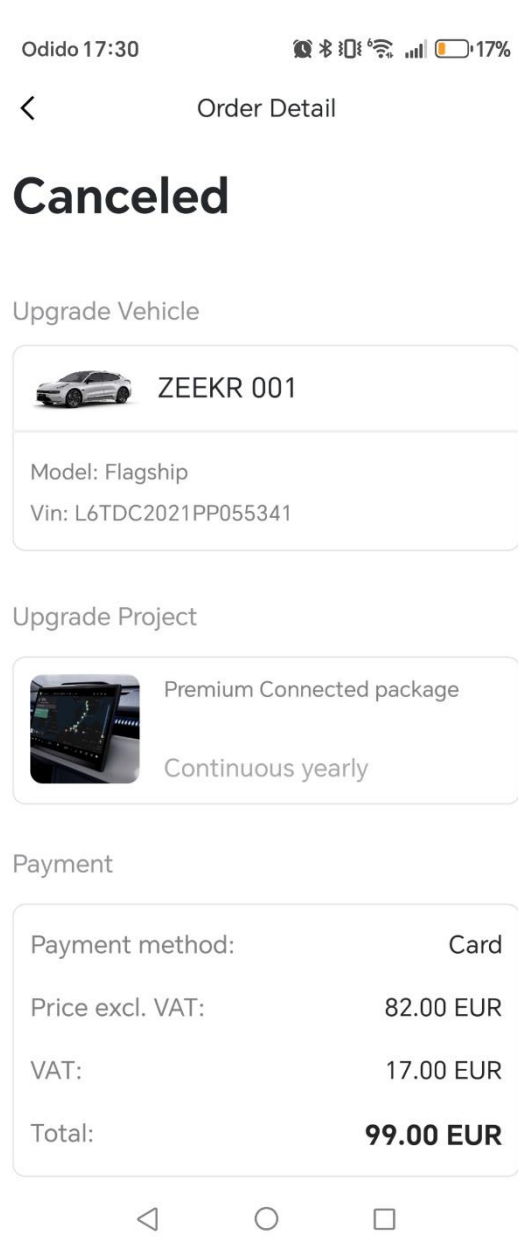 Odido 17:30
6
17%
Order Detail
Canceled
Upgrade Vehicle
ZEEKR 001
Model: Flagship
Vin: L6TDC2021PP055341
Upgrade Project
Premium Connected package
Continuous yearly
Payment
Payment method: Card
Price excl. VAT: 82.00 EUR
VAT: 17.00 EUR
Total: 99.00 EUR